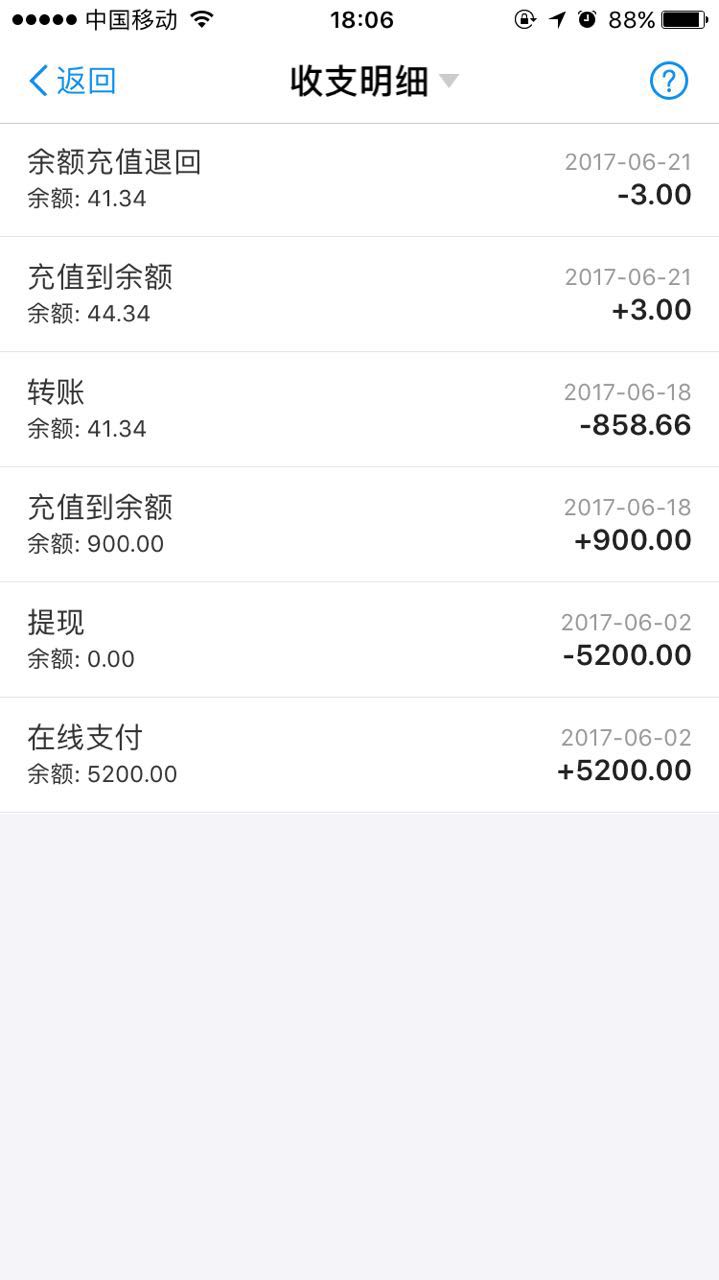 中国移动 18:06 88%
返回 收支明细 ?
余额充值退回 2017-06-21
余额: 41.34 -3.00
充值到余额 2017-06-21
余额: 44.34 +3.00
转账 2017-06-18
余额: 41.34 -858.66
充值到余额 2017-06-18
余额: 900.00 +900.00
提现 2017-06-02
余额: 0.00 -5200.00
在线支付 2017-06-02
余额: 5200.00 +5200.00